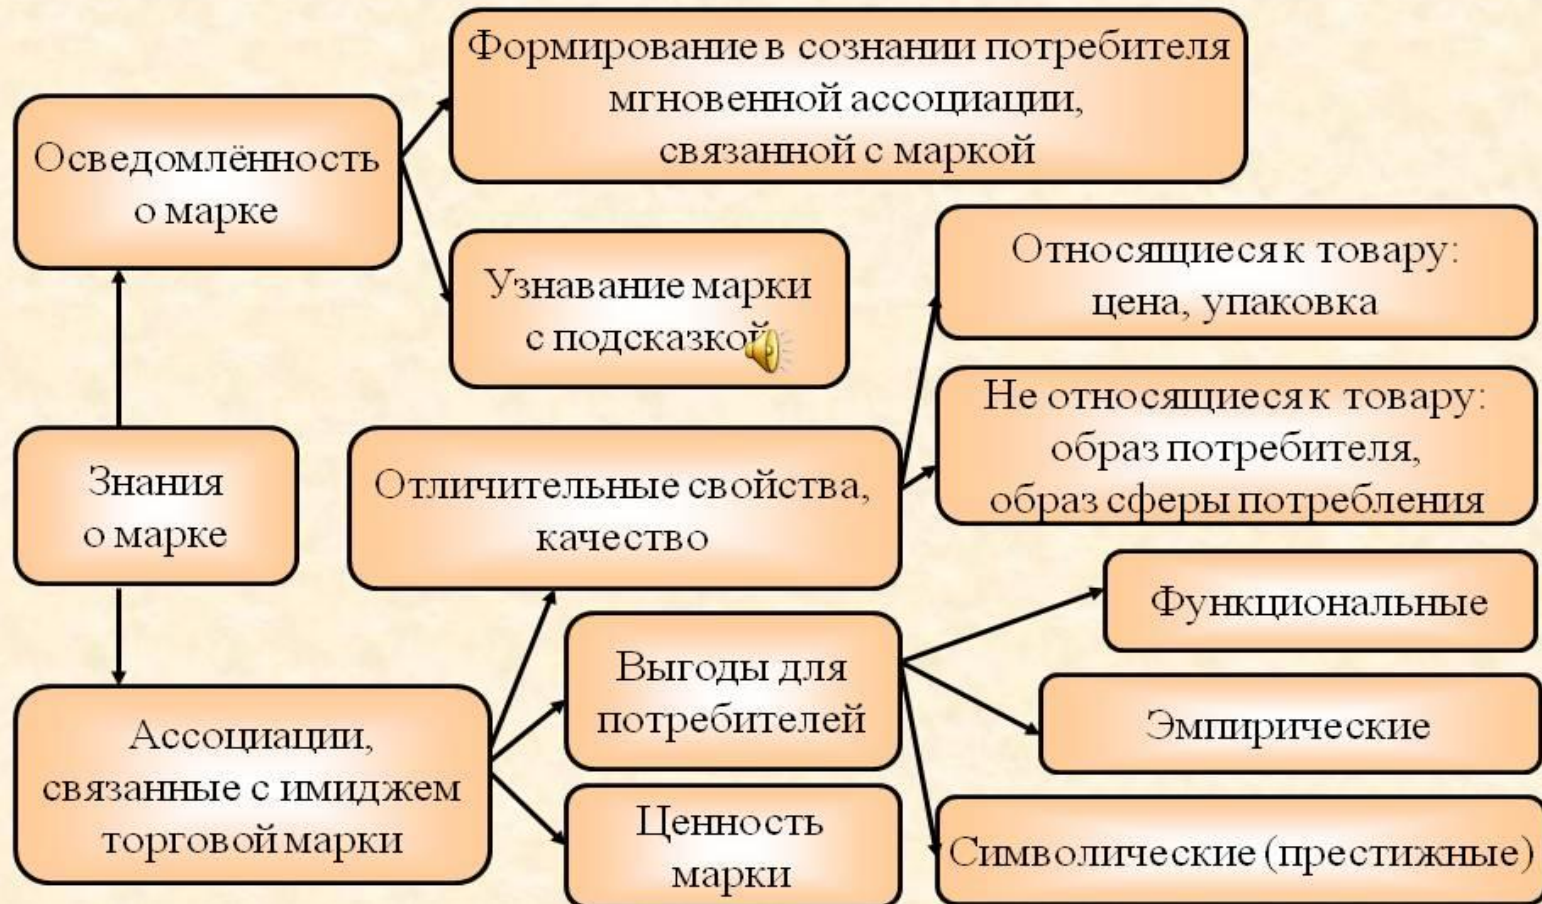 Формирование в сознании потребителя
мгновенной ассоциации,
связанной с маркой
Осведомлённость
о марке
Узнавание марки
с подсказкой
Относящиеся к товару:
цена, упаковка
Не относящиеся к товару:
образ потребителя,
образ сферы потребления
Знания
о марке
Отличительные свойства,
качество
Функциональные
Выгоды для
потребителей
Эмпирические
Ассоциации,
связанные с имиджем
торговой марки
Ценность
марки
Символические (престижные)